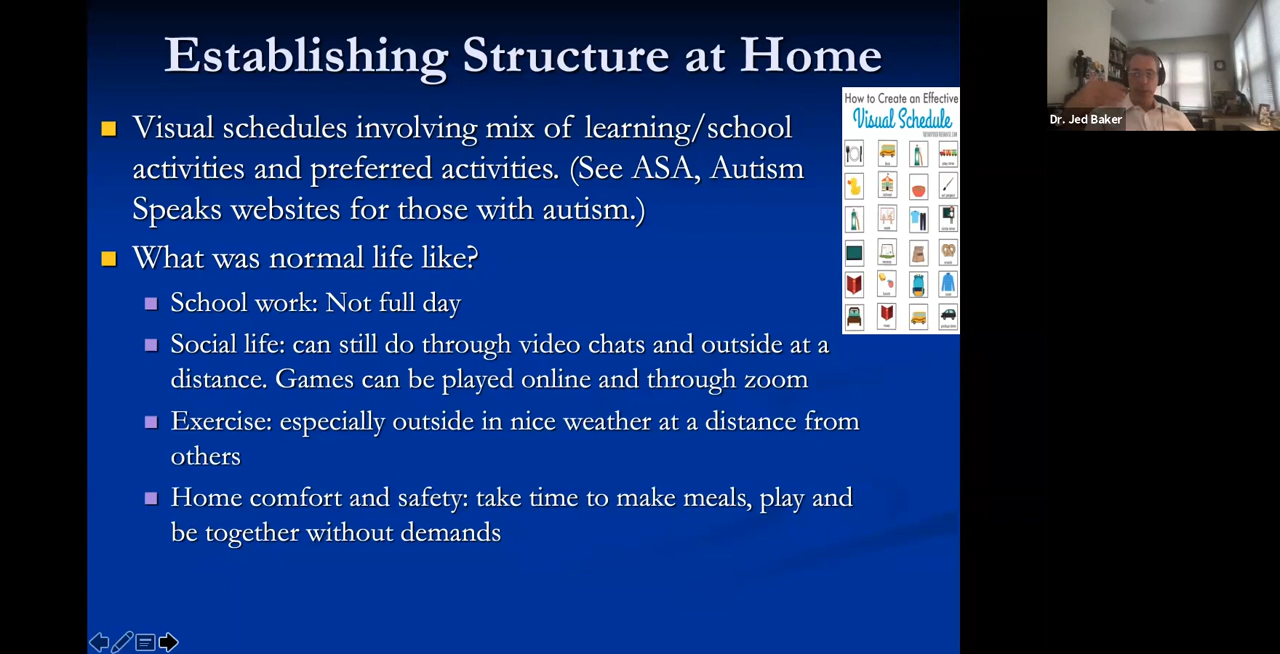 Establishing Structure at Home
Visual schedules involving mix of learning/school
activities and preferred activities. (See ASA, Autism
Speaks websites for those with autism.)
What was normal life like?
School work: Not full day
Social life: can still do through video chats and outside at a
distance. Games can be played online and through zoom
Exercise: especially outside in nice weather at a distance from
others
Home comfort and safety: take time to make meals, play and
be together without demands
How to Create an Effective
Visual Schedule
Dr. Jed Baker